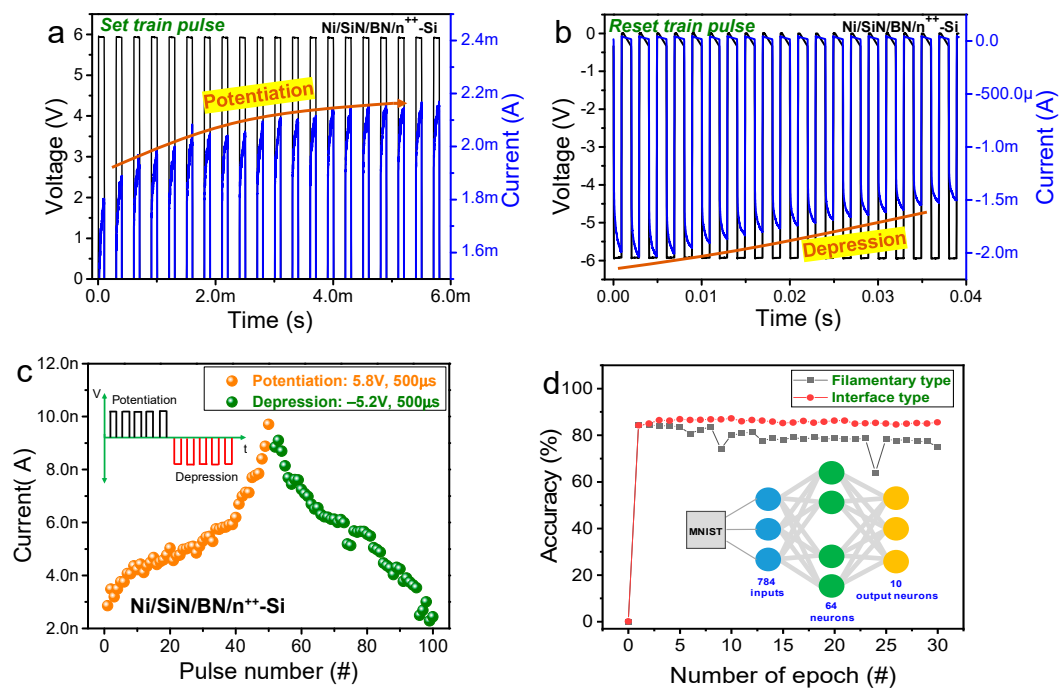 a
Set train pulse
Ni/SiN/BN/n++-Si
Potentiation
6
5
4
3
2
1
0
Voltage (V)
2.4m
2.2m
2.0m
1.8m
1.6m
Current (A)
0.0
2.0m
4.0m
6.0m
Time (s)
b
Reset train pulse
Ni/SiN/BN/n++-Si
Depression
0
-1
-2
-3
-4
-5
-6
Voltage (V)
0.0
-500.0µ
-1.0m
-1.5m
-2.0m
Current (A)
0.00
0.01
0.02
0.03
0.04
Time (s)
c
Potentiation: 5.8V, 500µs
Depression: –5.2V, 500µs
V
Potentiation
t
Depression
Ni/SiN/BN/n++-Si
12.0n
10.0n
8.0n
6.0n
4.0n
2.0n
Current( A)
0
20
40
60
80
100
Pulse number (#)
d
Filamentary type
Interface type
MNIST
784
inputs
64
neurons
10
output neurons
100
80
60
40
20
0
Accuracy (%)
0
5
10
15
20
25
30
Number of epoch (#)